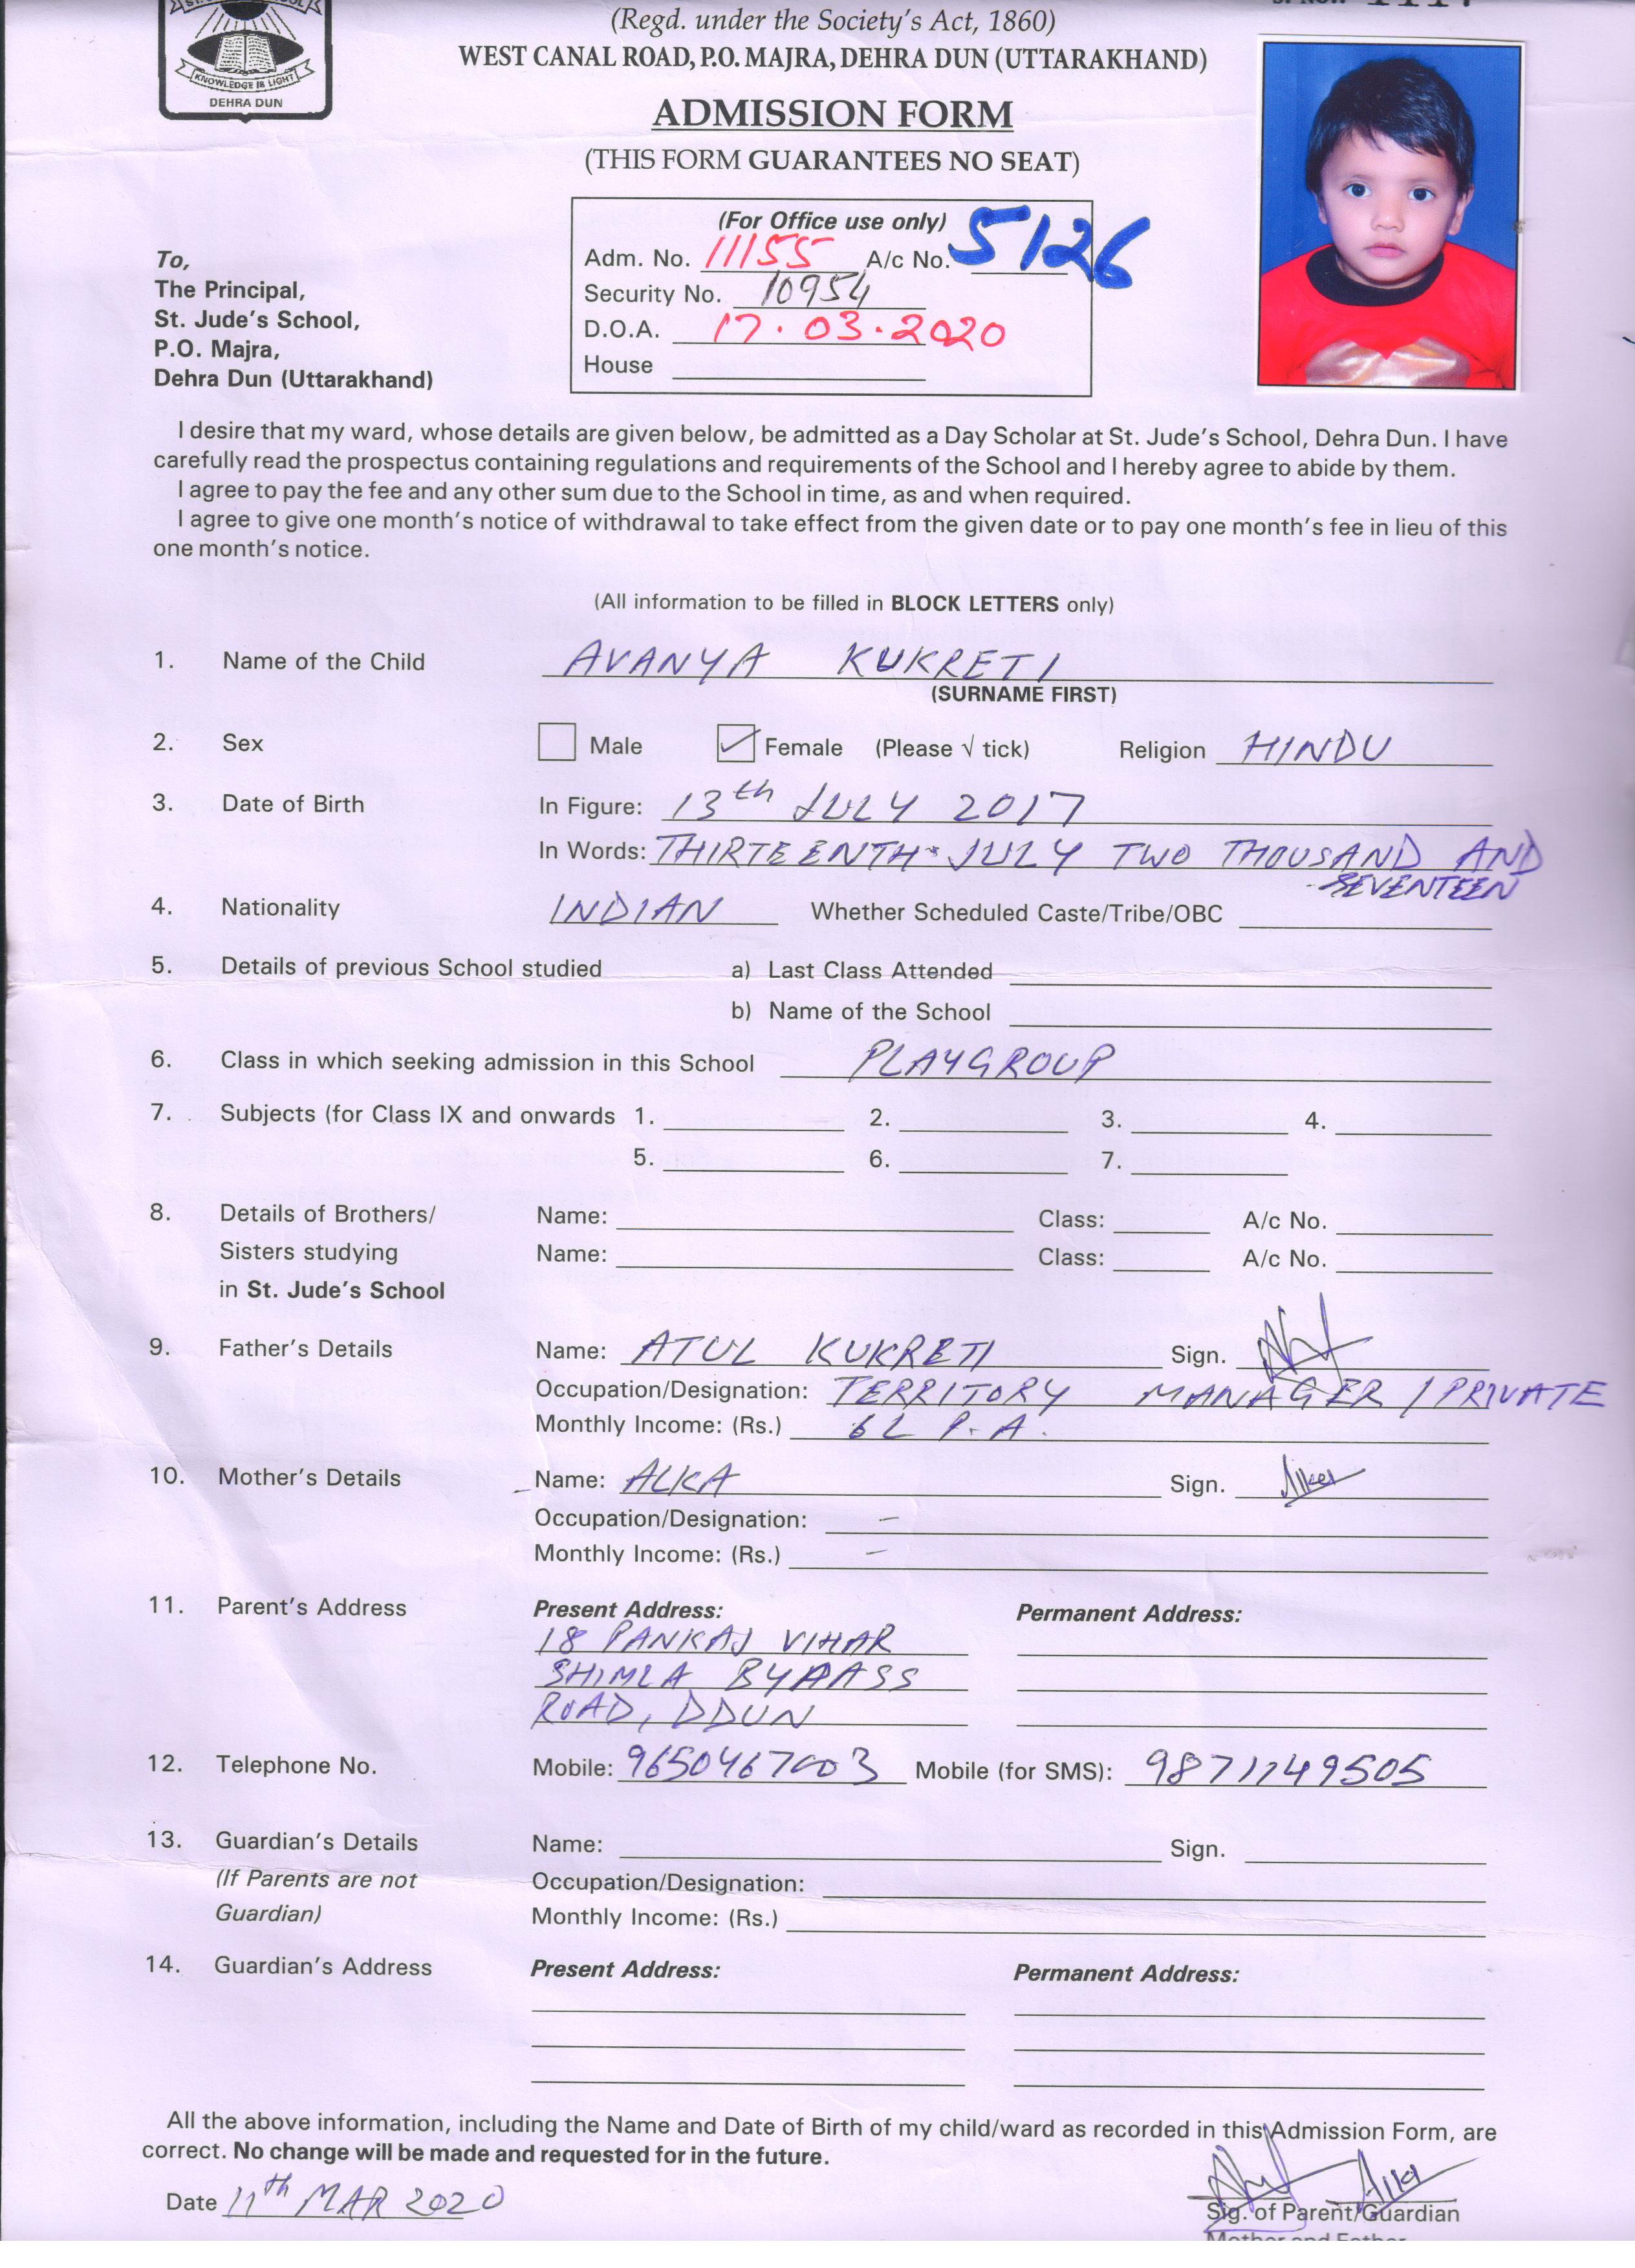 KNOWLEDGE IS LIGHT
DEHRA DUN
(Regd. under the Society's Act, 1860)
WEST CANAL ROAD, P.O. MAJRA, DEHRA DUN (UTTARAKHAND)
ADMISSION FORM
(THIS FORM GUARANTEES NO SEAT)
(For Office use only)
Adm. No. 11155 A/c No. 5126
Security No. 10954
D.O.A. 17.03.2020
House
To,
The Principal,
St. Jude's School,
P.O. Majra,
Dehra Dun (Uttarakhand)
I desire that my ward, whose details are given below, be admitted as a Day Scholar at St. Jude's School, Dehra Dun. I have
carefully read the prospectus containing regulations and requirements of the School and I hereby agree to abide by them.
I agree to pay the fee and any other sum due to the School in time, as and when required.
I agree to give one month's notice of withdrawal to take effect from the given date or to pay one month's fee in lieu of this
one month's notice.
(All information to be filled in BLOCK LETTERS only)
1. Name of the Child AVANYA KUKRETI
(SURNAME FIRST)
2. Sex Male Female (Please √ tick) Religion HINDU
3. Date of Birth In Figure: 13th JULY 2017
In Words: THIRTEENTH JULY TWO THOUSAND AND
SEVENTEEN
4. Nationality INDIAN Whether Scheduled Caste/Tribe/OBC
5. Details of previous School studied a) Last Class Attended
b) Name of the School
6. Class in which seeking admission in this School PLAYGROUP
7. Subjects (for Class IX and onwards 1. 2. 3. 4.
5. 6. 7.
8. Details of Brothers/ Name: Class: A/c No.
Sisters studying Name: Class: A/c No.
in St. Jude's School
9. Father's Details Name: ATUL KUKRETI Sign.
Occupation/Designation: TERRITORY MANAGER / PRIVATE
Monthly Income: (Rs.) 6L P.A.
10. Mother's Details Name: ALKA Sign. Alka
Occupation/Designation: –
Monthly Income: (Rs.) –
11. Parent's Address Present Address: Permanent Address:
18 PANKAJ VIHAR
SHIMLA BYPASS
ROAD, DDUN
12. Telephone No. Mobile: 9650467003 Mobile (for SMS): 9871149505
13. Guardian's Details Name: Sign.
(If Parents are not Occupation/Designation:
Guardian) Monthly Income: (Rs.)
14. Guardian's Address Present Address: Permanent Address:
All the above information, including the Name and Date of Birth of my child/ward as recorded in this Admission Form, are
correct. No change will be made and requested for in the future.
Date 11th MAR 2020 Alka
Sig. of Parent/Guardian
Mother and Father